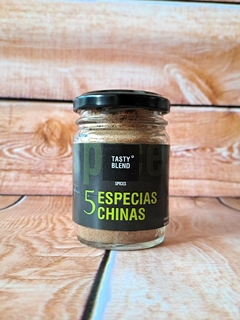 TASTY°
BLEND
SPICES
5 ESPECIAS
CHINAS